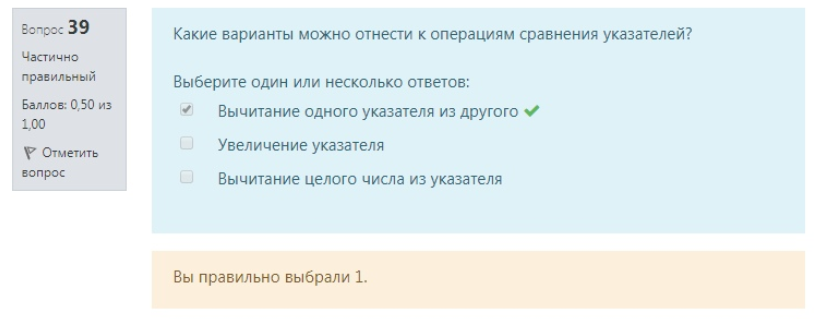 Вопрос 39
Частично
правильный
Баллов: 0,50 из
1,00
Отметить
вопрос
Какие варианты можно отнести к операциям сравнения указателей?
Выберите один или несколько ответов:
Вычитание одного указателя из другого
Увеличение указателя
Вычитание целого числа из указателя
Вы правильно выбрали 1.